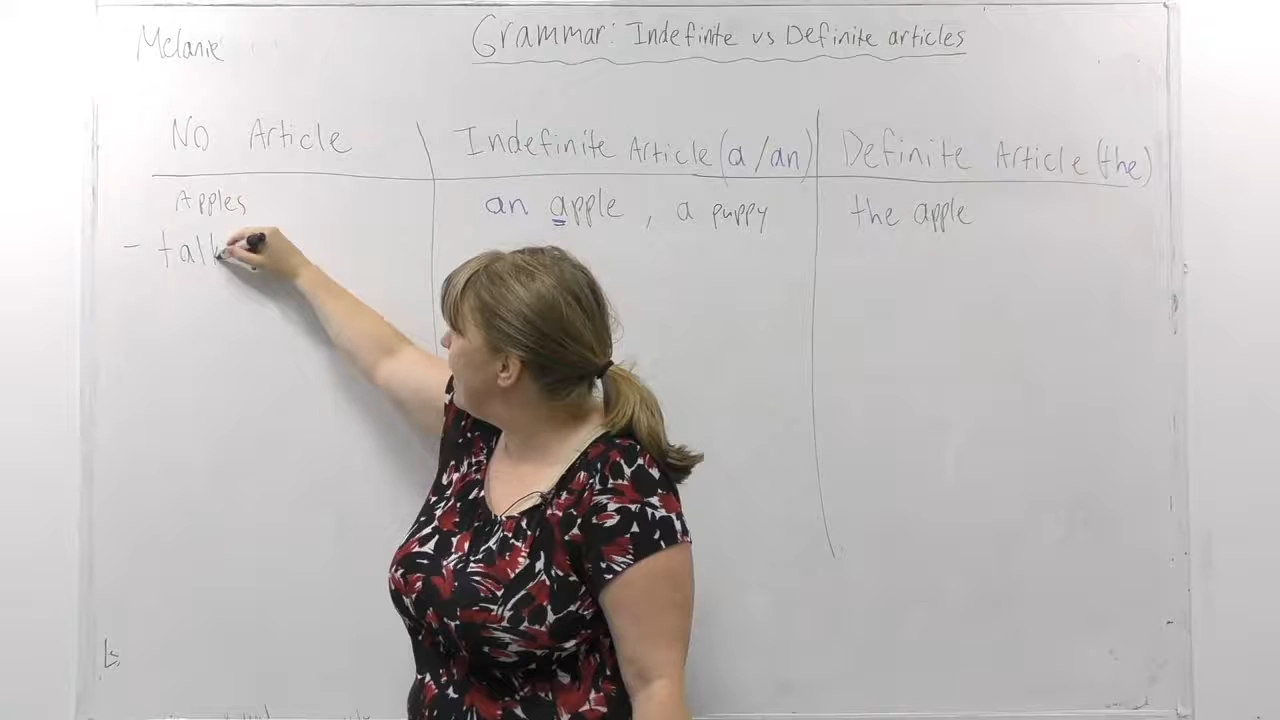 Melanie
Grammar: Indefinite vs Definite articles
No Article
Indefinite Article (a/an)
Definite Article (the)
Apples
an apple, a puppy
the apple
- talk